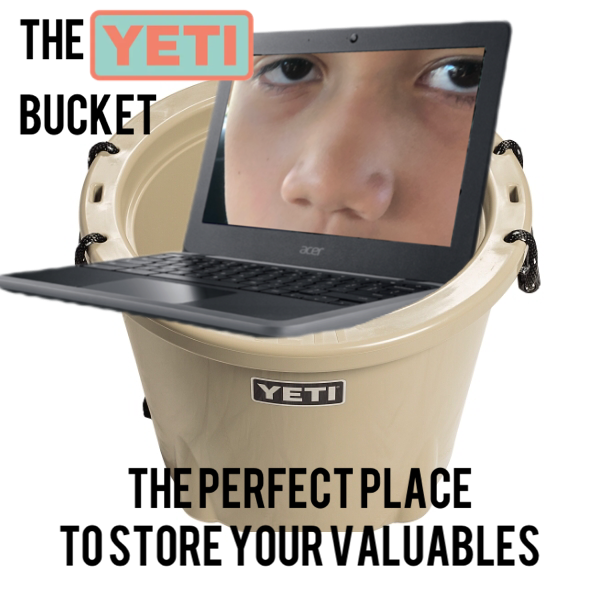 THE YETI
BUCKET
acer
YETI
THE PERFECT PLACE
TO STORE YOUR VALUABLES